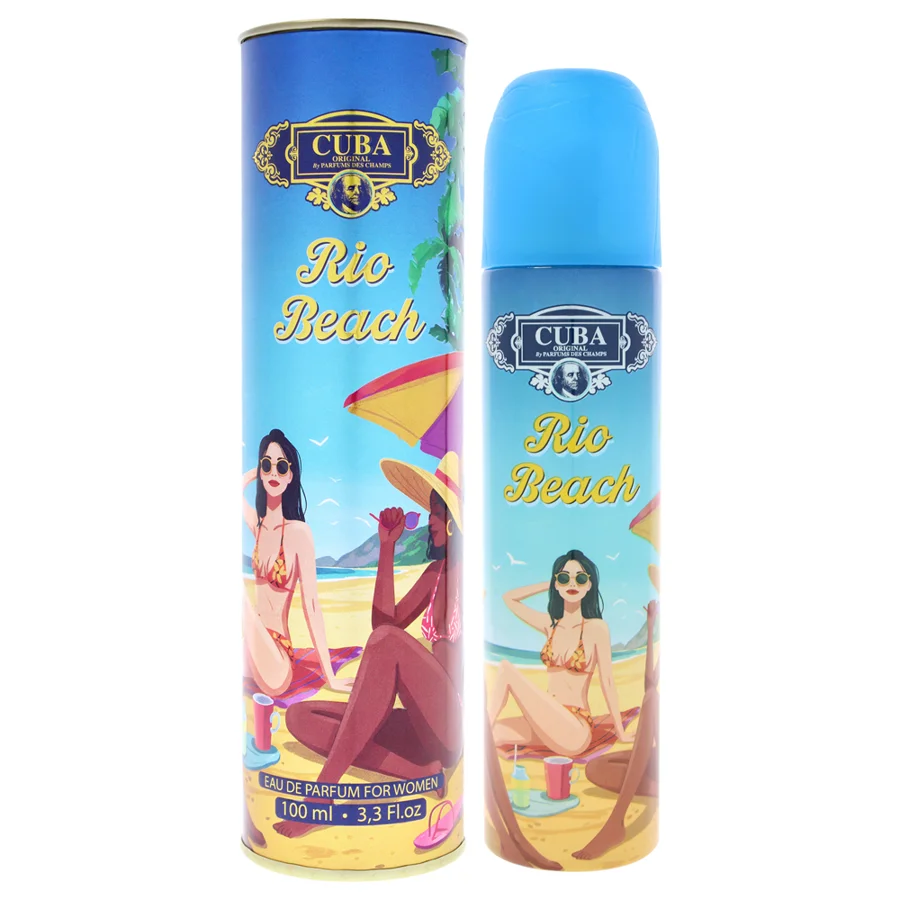 CUBA
ORIGINAL
By PARFUMS DES CHAMPS
Rio
Beach
EAU DE PARFUM FOR WOMEN
100 ml • 3,3 Fl.oz
CUBA
ORIGINAL
By PARFUMS DES CHAMPS
Rio
Beach